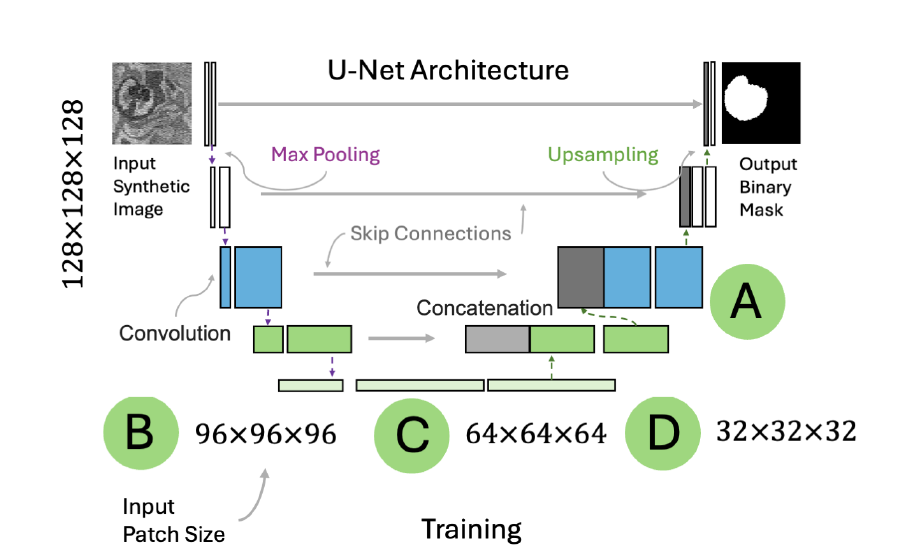 U-Net Architecture
128×128×128
Max Pooling
Upsampling
Input
Synthetic
Image
Output
Binary
Mask
Skip Connections
Convolution
Concatenation
A
B
96×96×96
C
64×64×64
D
32×32×32
Input
Patch Size
Training